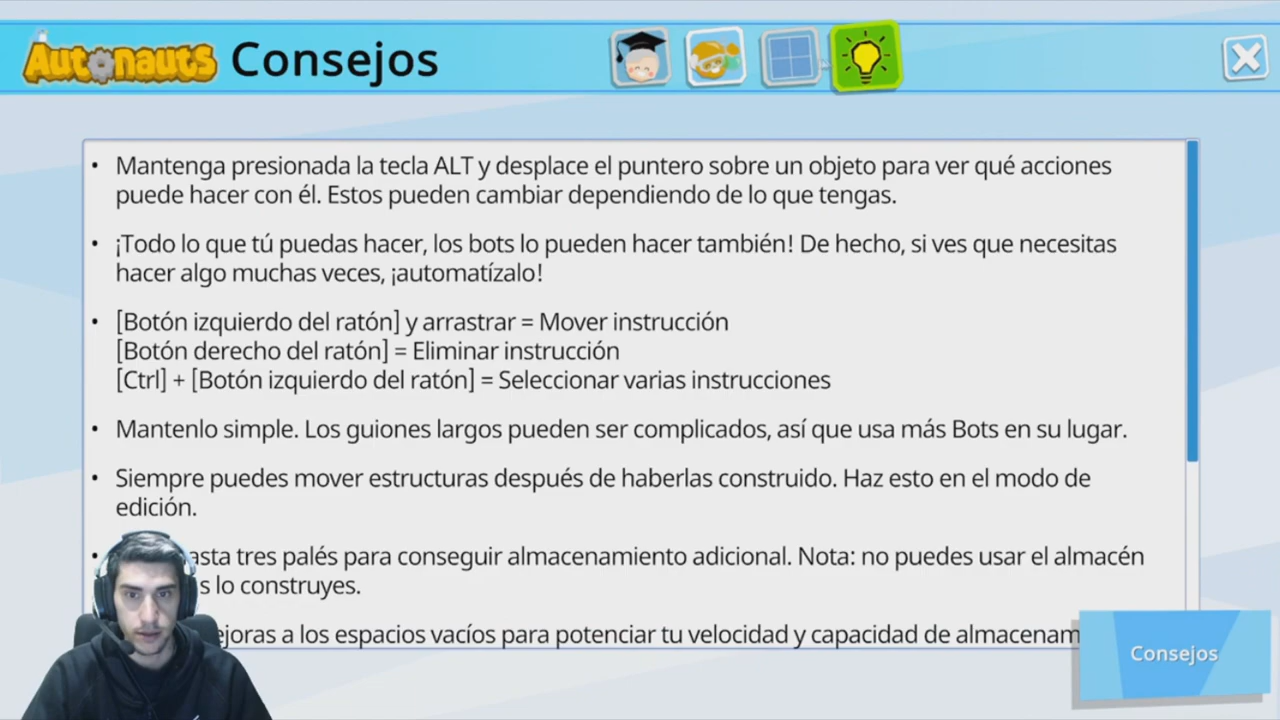 Autonauts Consejos
• Mantenga presionada la tecla ALT y desplace el puntero sobre un objeto para ver qué acciones
puede hacer con él. Estos pueden cambiar dependiendo de lo que tengas.
• ¡Todo lo que tú puedas hacer, los bots lo pueden hacer también! De hecho, si ves que necesitas
hacer algo muchas veces, ¡automatízalo!
• [Botón izquierdo del ratón] y arrastrar = Mover instrucción
[Botón derecho del ratón] = Eliminar instrucción
[Ctrl] + [Botón izquierdo del ratón] = Seleccionar varias instrucciones
• Mantenlo simple. Los guiones largos pueden ser complicados, así que usa más Bots en su lugar.
• Siempre puedes mover estructuras después de haberlas construido. Haz esto en el modo de
edición.
• tres palés para conseguir almacenamiento adicional. Nota: no puedes usar el almacén
lo construyes.
a los espacios vacíos para potenciar tu velocidad y capacidad de
Consejos